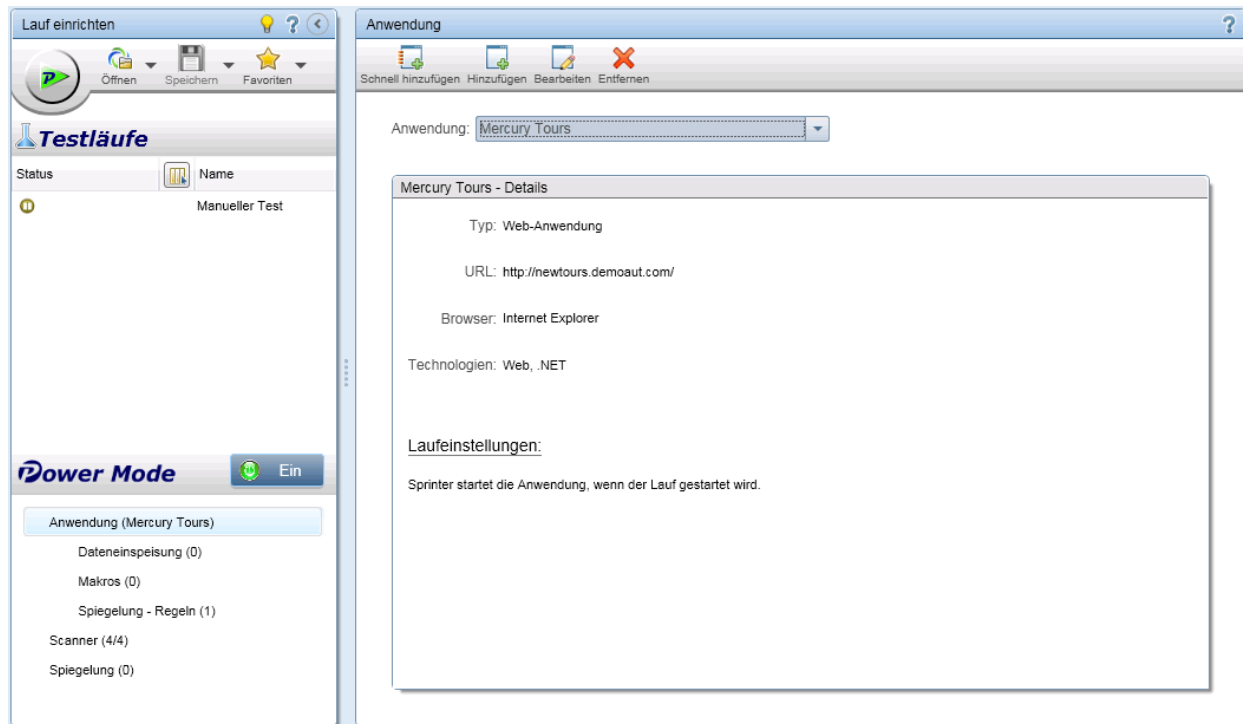 Lauf einrichten
Öffnen
Speichern
Favoriten
Testläufe
Status
Name
Manueller Test
Power Mode
Ein
Anwendung (Mercury Tours)
Dateneinspeisung (0)
Makros (0)
Spiegelung - Regeln (1)
Scanner (4/4)
Spiegelung (0)
Anwendung
Schnell hinzufügen
Hinzufügen
Bearbeiten
Entfernen
Anwendung: Mercury Tours
Mercury Tours - Details
Typ: Web-Anwendung
URL: http://newtours.demoaut.com/
Browser: Internet Explorer
Technologien: Web, .NET
Laufeinstellungen:
Sprinter startet die Anwendung, wenn der Lauf gestartet wird.